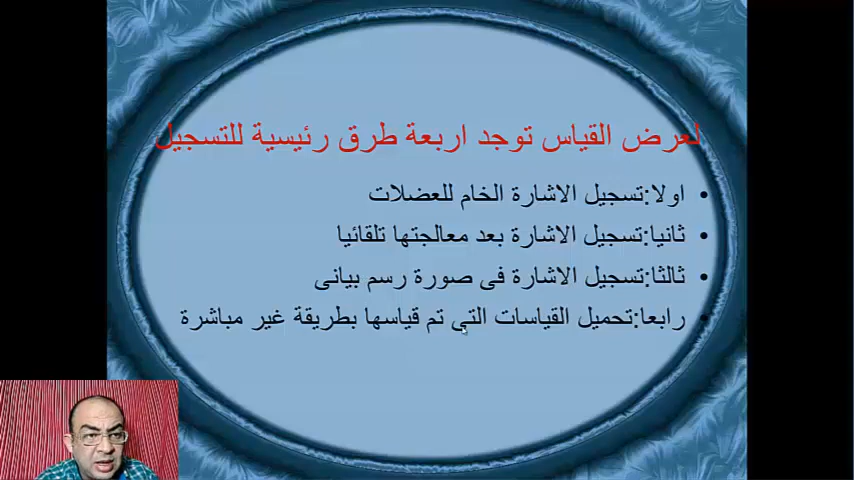 لعرض القياس توجد اربعة طرق رئيسية للتسجيل
• اولا:تسجيل الاشارة الخام للعضلات
• ثانيا:تسجيل الاشارة بعد معالجتها تلقائيا
• ثالثا:تسجيل الاشارة فى صورة رسم بيانى
• رابعا:تحميل القياسات التى تم قياسها بطريقة غير مباشرة